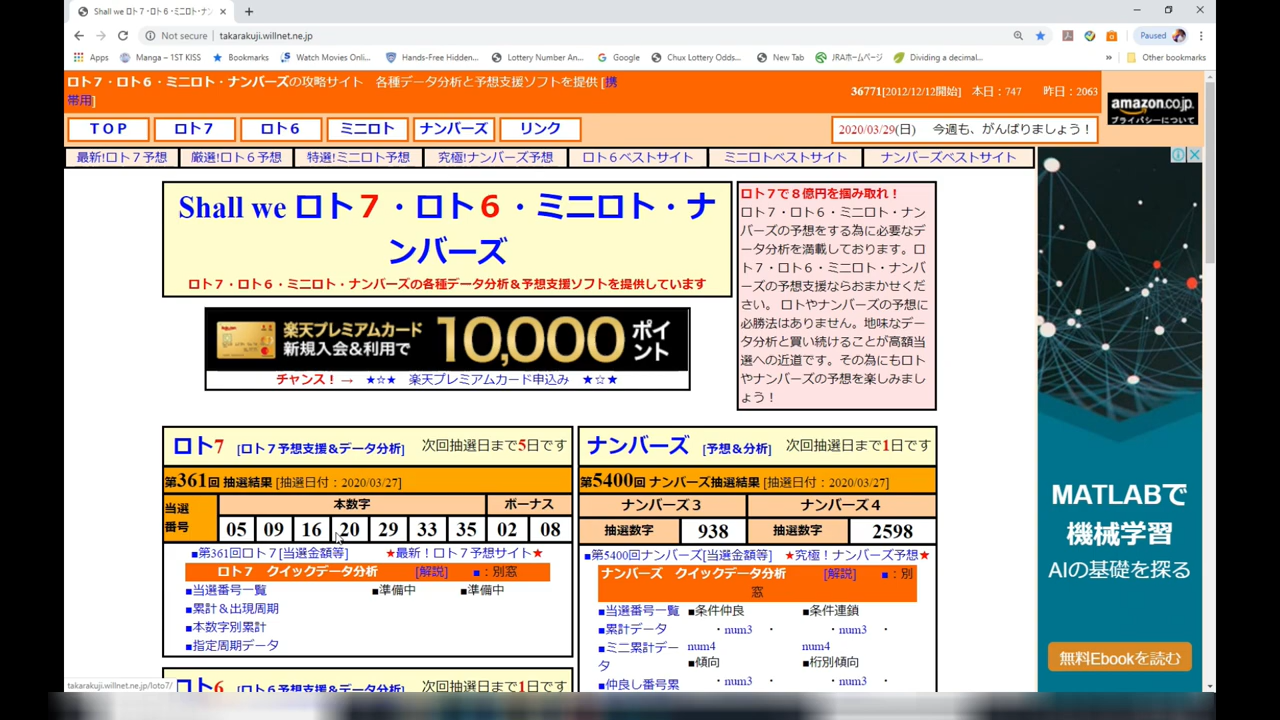 Shall we ロト７・ロト６・ミニロト・ナン
Not secure | takarakuji.willnet.ne.jp
Paused
Apps
Manga – 1ST KISS
Bookmarks
Watch Movies Onli...
Hands-Free Hidden...
Lottery Number An...
Google
Chux Lottery Odds...
New Tab
JRAホームページ
Dividing a decimal...
»
Other bookmarks
ロト７・ロト６・ミニロト・ナンバーズの攻略サイト　各種データ分析と予想支援ソフトを提供 [携
帯用]
36771[2012/12/12開始]　本日：747　　昨日：2063
amazon.co.jp
プライバシーについて
ＴＯＰ
ロト７
ロト６
ミニロト
ナンバーズ
リンク
2020/03/29(日)　今週も、がんばりましょう！
最新!ロト７予想
厳選!ロト６予想
特選!ミニロト予想
究極!ナンバーズ予想
ロト６ベストサイト
ミニロトベストサイト
ナンバーズベストサイト
Shall we ロト７・ロト６・ミニロト・ナ
ンバーズ
ロト７・ロト６・ミニロト・ナンバーズの各種データ分析＆予想支援ソフトを提供しています
ロト７で８億円を掴み取れ！
ロト７・ロト６・ミニロト・ナン
バーズの予想をする為に必要なデ
ータ分析を満載しております。ロ
ト７・ロト６・ミニロト・ナンバ
ーズの予想支援ならおまかせくだ
さい。 ロトやナンバーズの予想に
必勝法はありません。地味なデー
タ分析と買い続けることが高額当
選への近道です。その為にもロト
やナンバーズの予想を楽しみまし
ょう！
楽天プレミアムカード
新規入会&利用で
10,000
ポイ
ント
チャンス！→　★☆★　楽天プレミアムカード申込み　★☆★
ロト7　[ロト７予想支援＆データ分析]　次回抽選日まで5日です
第361回 抽選結果 [抽選日付：2020/03/27]
当選
番号
本数字
ボーナス
05 09 16 20 29 33 35 02 08
■第361回ロト７[当選金額等]
★最新！ロト７予想サイト★
ロト７　クイックデータ分析　　[解説]　■：別窓
■当選番号一覧
■準備中
■準備中
■累計＆出現周期
■本数字別累計
■指定周期データ
ロト6　[ロト６予想支援＆データ分析]　次回抽選日まで1日です
ナンバーズ　[予想＆分析]　次回抽選日まで1日です
第5400回 ナンバーズ抽選結果 [抽選日付：2020/03/27]
ナンバーズ３
ナンバーズ４
抽選数字
938
抽選数字
2598
■第5400回ナンバーズ[当選金額等]
★究極！ナンバーズ予想★
ナンバーズ　クイックデータ分析　　[解説]　■：別
窓
■当選番号一覧
■条件仲良
■条件連鎖
■累計データ
・num3　・
・num3　・
■ミニ累計デー
タ
num4
num4
■傾向
■桁別傾向
■仲良し番号累
・num3　・
・num3　・
MATLABで
機械学習
AIの基礎を探る
無料Ebookを読む
takarakuji.willnet.ne.jp/loto7/